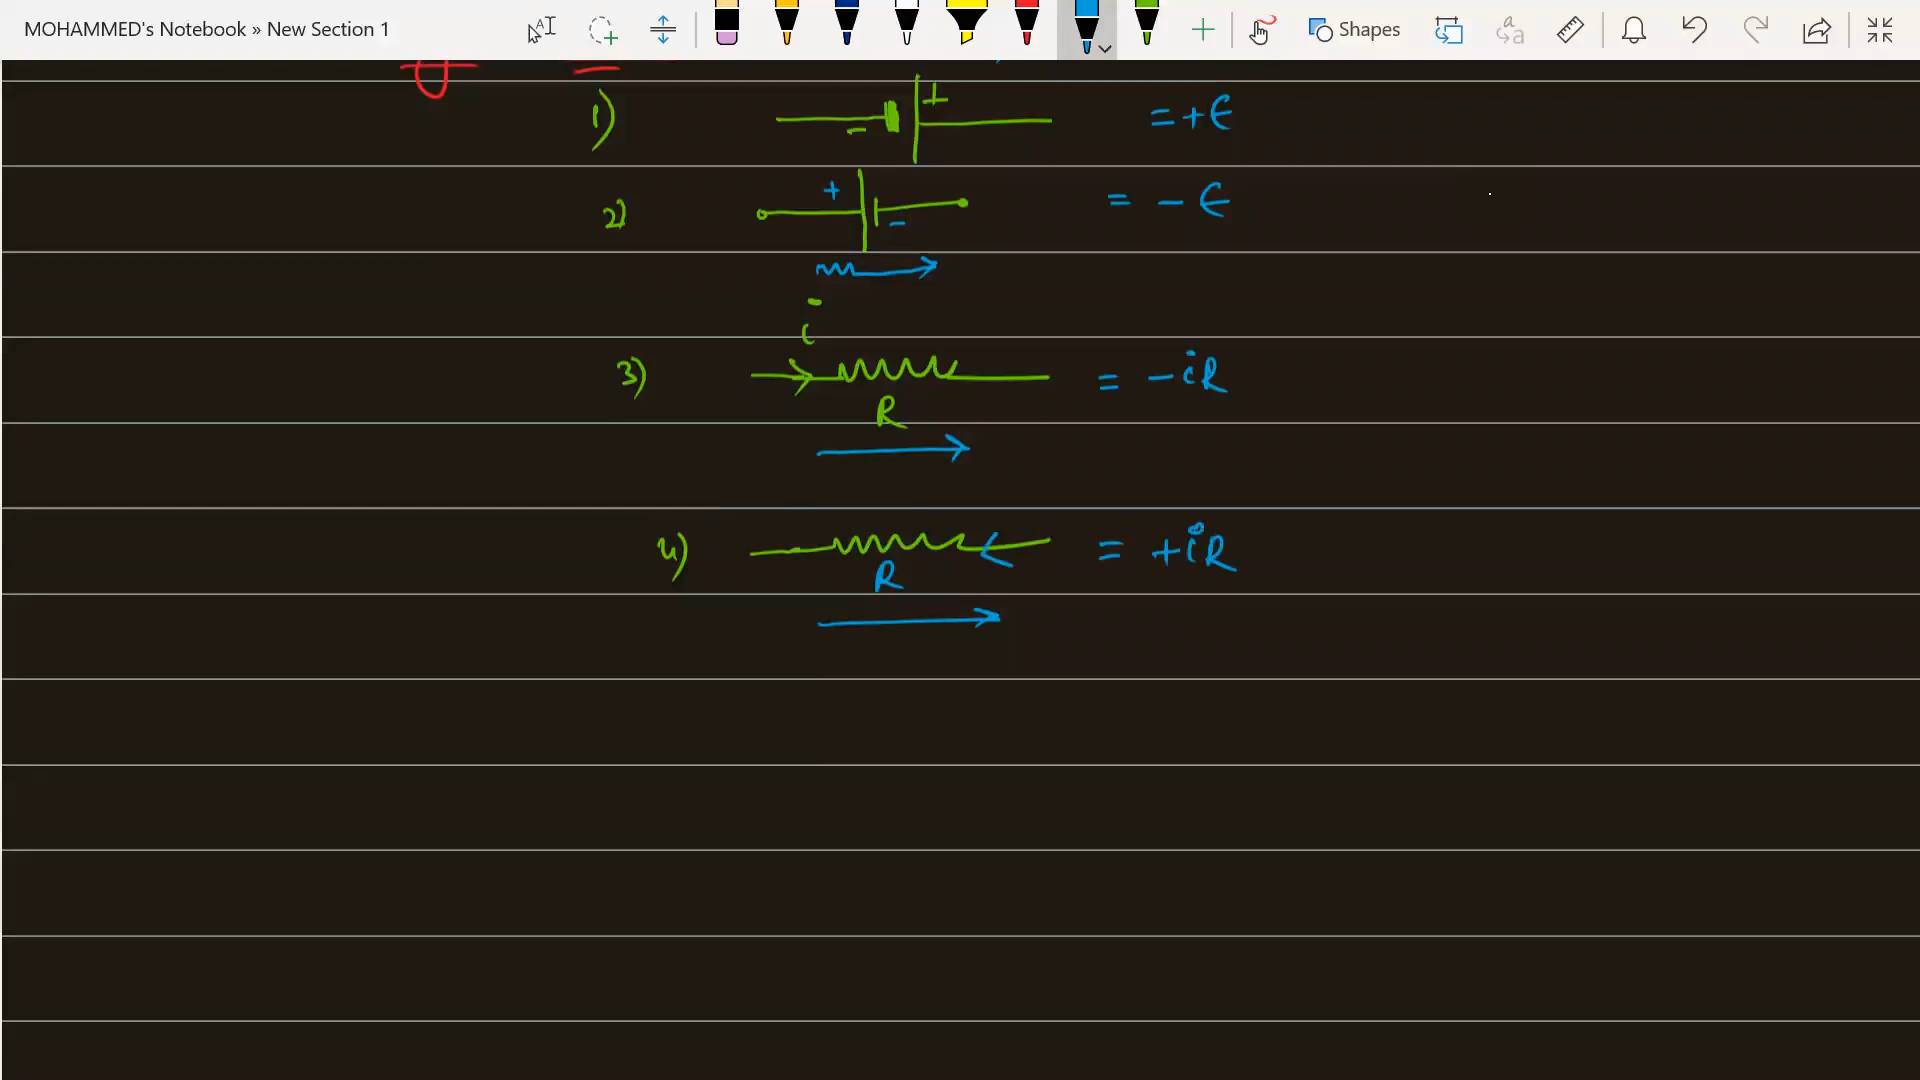 MOHAMMED's Notebook » New Section 1 Shapes
1) - + = +ϵ
2) + - = - ϵ
i
3) = - iR
R
4) = +iR
R